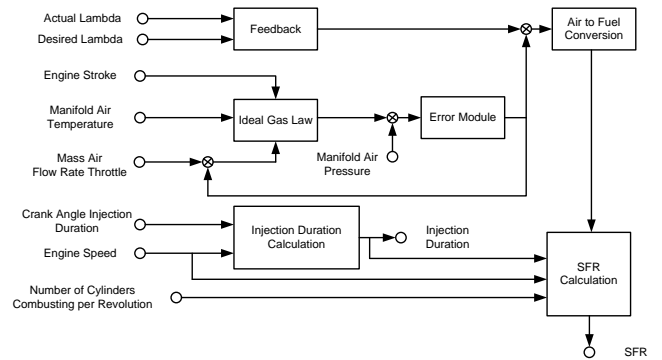 Actual Lambda
Desired Lambda
Feedback
Air to Fuel
Conversion
Engine Stroke
Manifold Air
Temperature
Ideal Gas Law
Error Module
Mass Air
Flow Rate Throttle
Manifold Air
Pressure
Crank Angle Injection
Duration
Engine Speed
Injection Duration
Calculation
Injection
Duration
SFR
Calculation
Number of Cylinders
Combusting per Revolution
SFR